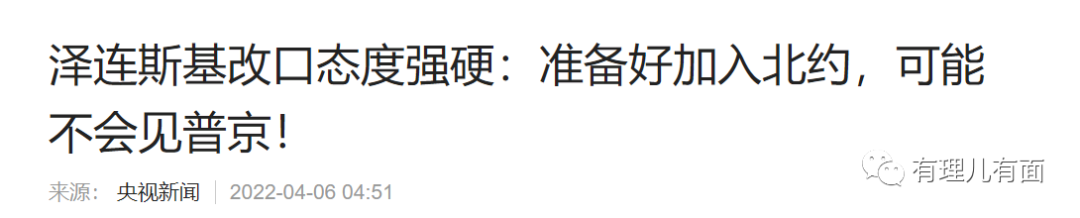 泽连斯基改口态度强硬：准备好加入北约，可能
不会见普京！
来源： 央视新闻 2022-04-06 04:51
有理儿有面